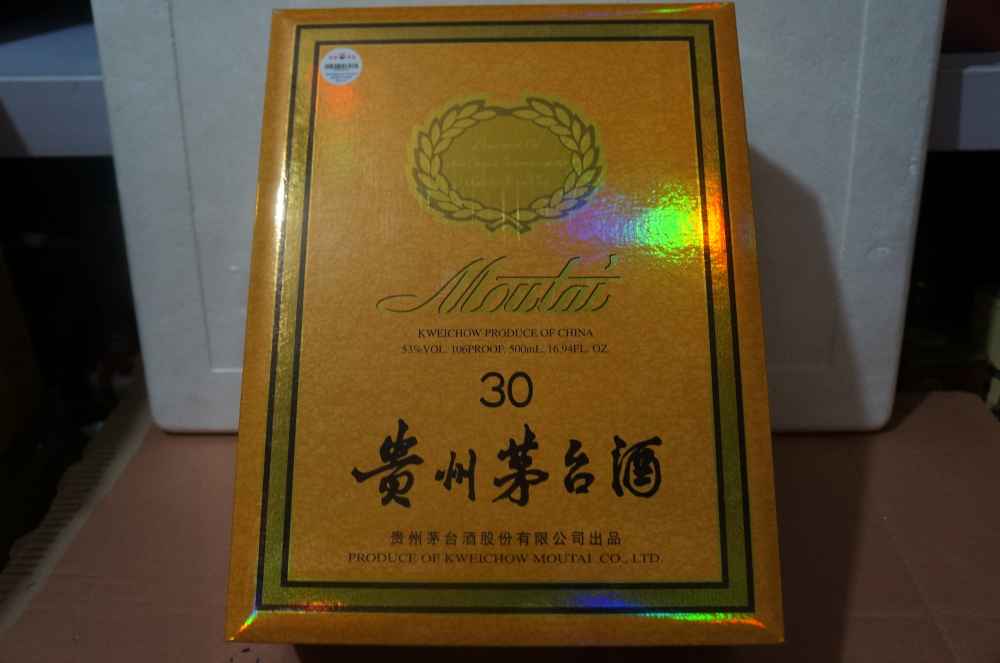 Moutai
KWEICHOW PRODUCE OF CHINA
53%VOL. 106PROOF, 500mL, 16.94FL. OZ
30
贵州茅台酒
贵州茅台酒股份有限公司出品
PRODUCE OF KWEICHOW MOUTAI CO., LTD.